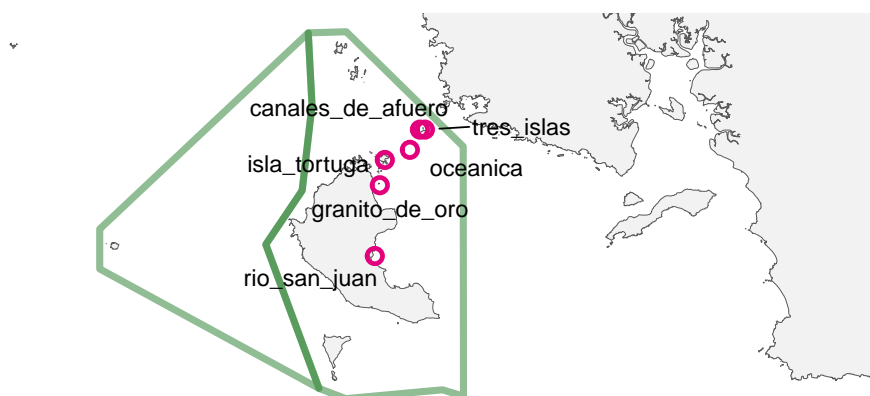 canales_de_afuero
tres_islas
isla_tortuga
oceanica
granito_de_oro
rio_san_juan